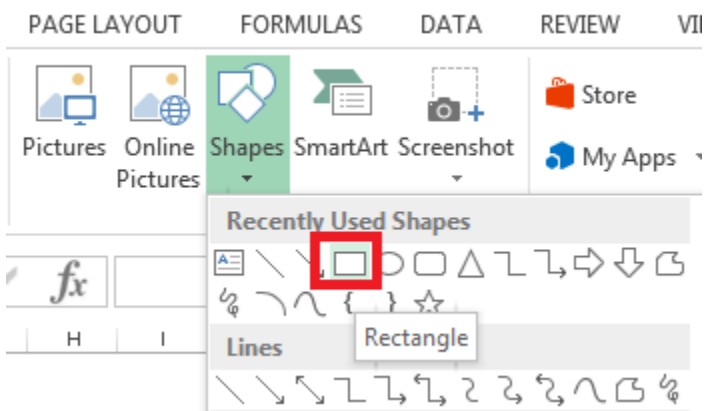 PAGE LAYOUT FORMULAS DATA REVIEW VI
Pictures Online Pictures Shapes SmartArt Screenshot
Store
My Apps
Recently Used Shapes
A
fx
Rectangle
H I
Lines